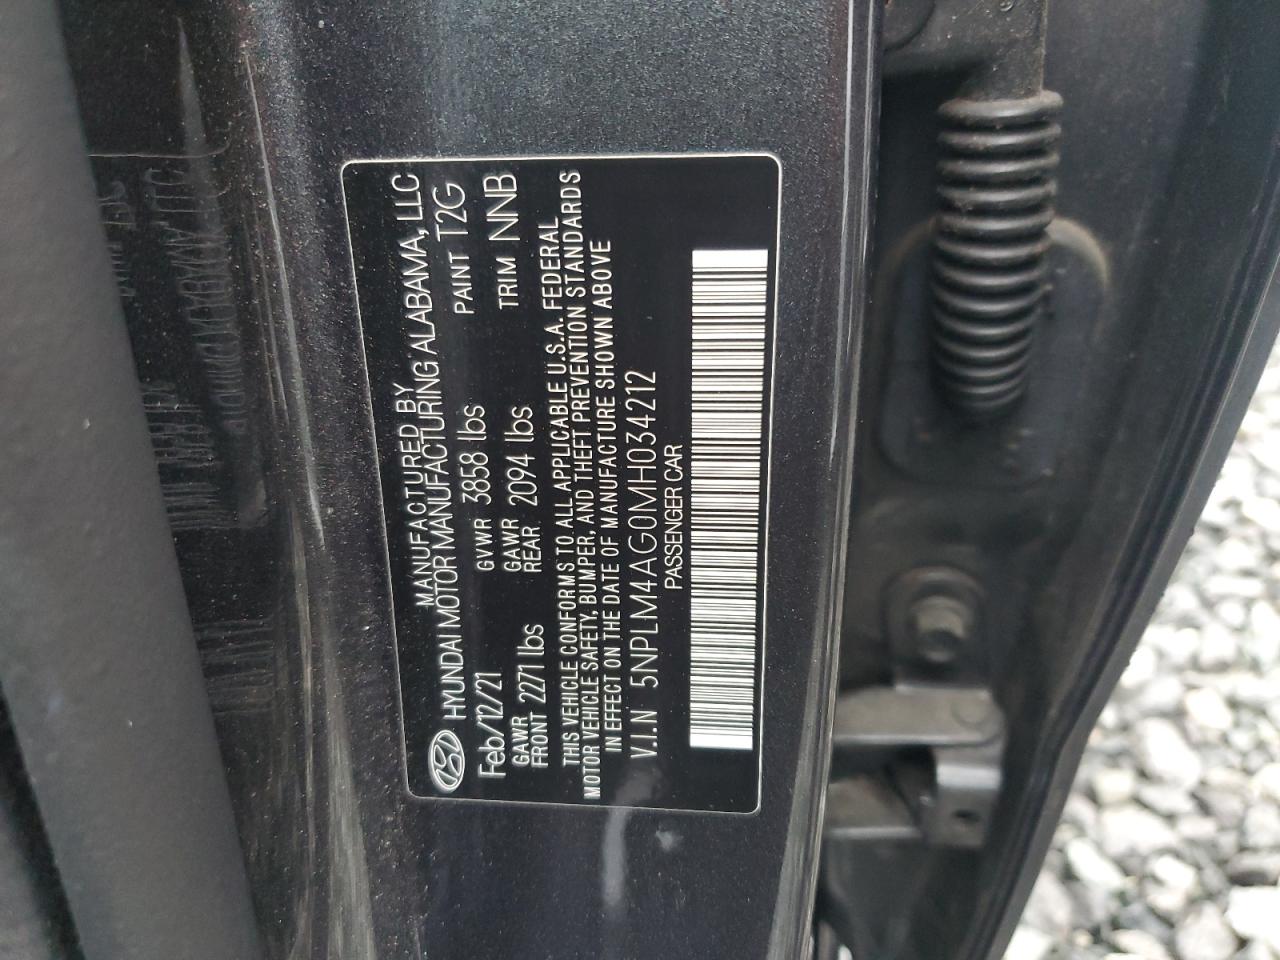 MANUFACTURED BY
HYUNDAI MOTOR MANUFACTURING ALABAMA, LLC
Feb/12/21 GVWR 3858 lbs PAINT T2G
GAWR FRONT 2271 lbs GAWR REAR 2094 lbs TRIM NNB
THIS VEHICLE CONFORMS TO ALL APPLICABLE U.S.A. FEDERAL
MOTOR VEHICLE SAFETY, BUMPER, AND THEFT PREVENTION STANDARDS
IN EFFECT ON THE DATE OF MANUFACTURE SHOWN ABOVE
V.I.N 5NPLM4AG0MH034212
PASSENGER CAR